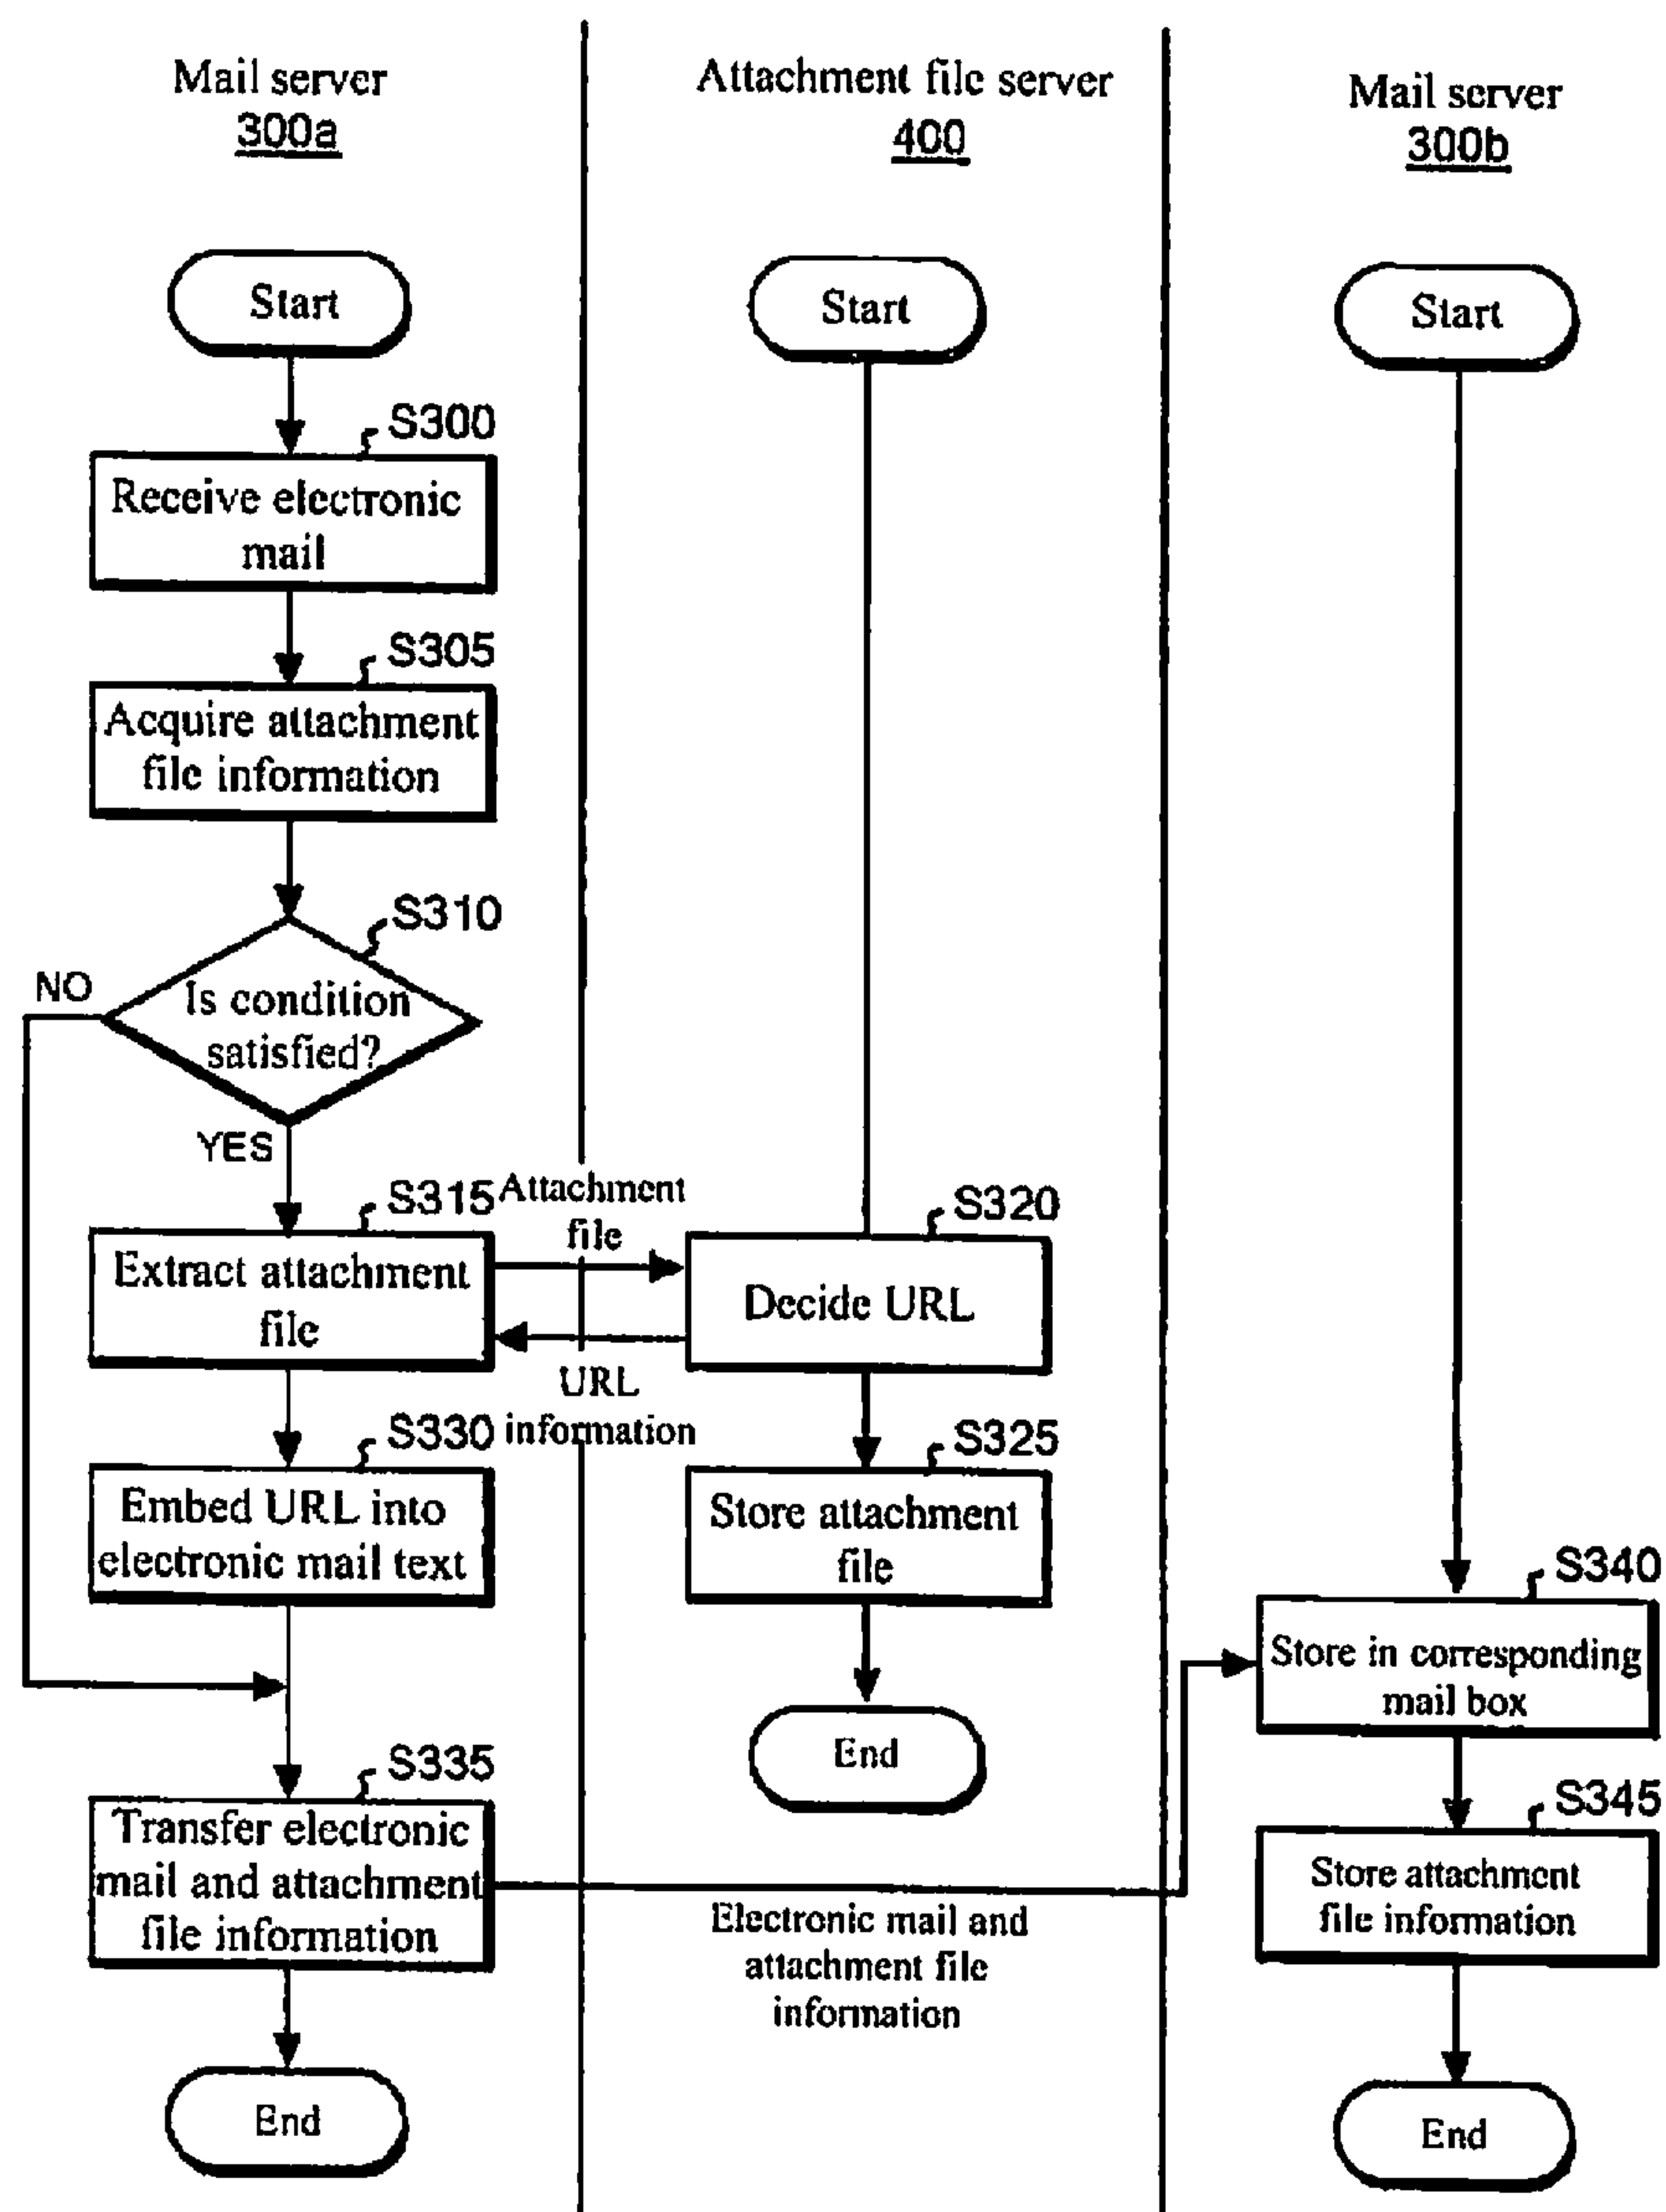 Mail server
300a
Attachment file server
400
Mail server
300b
Start
Start
Start
S300
Receive electronic
mail
S305
Acquire attachment
file information
S310
NO
Is condition
satisfied?
YES
S315
Attachment
file
Extract attachment
file
S320
Decide URL
URL
information
S330
Embed URL into
electronic mail text
S325
Store attachment
file
End
S340
Store in corresponding
mail box
S335
Transfer electronic
mail and attachment
file information
Electronic mail and
attachment file
information
S345
Store attachment
file information
End
End